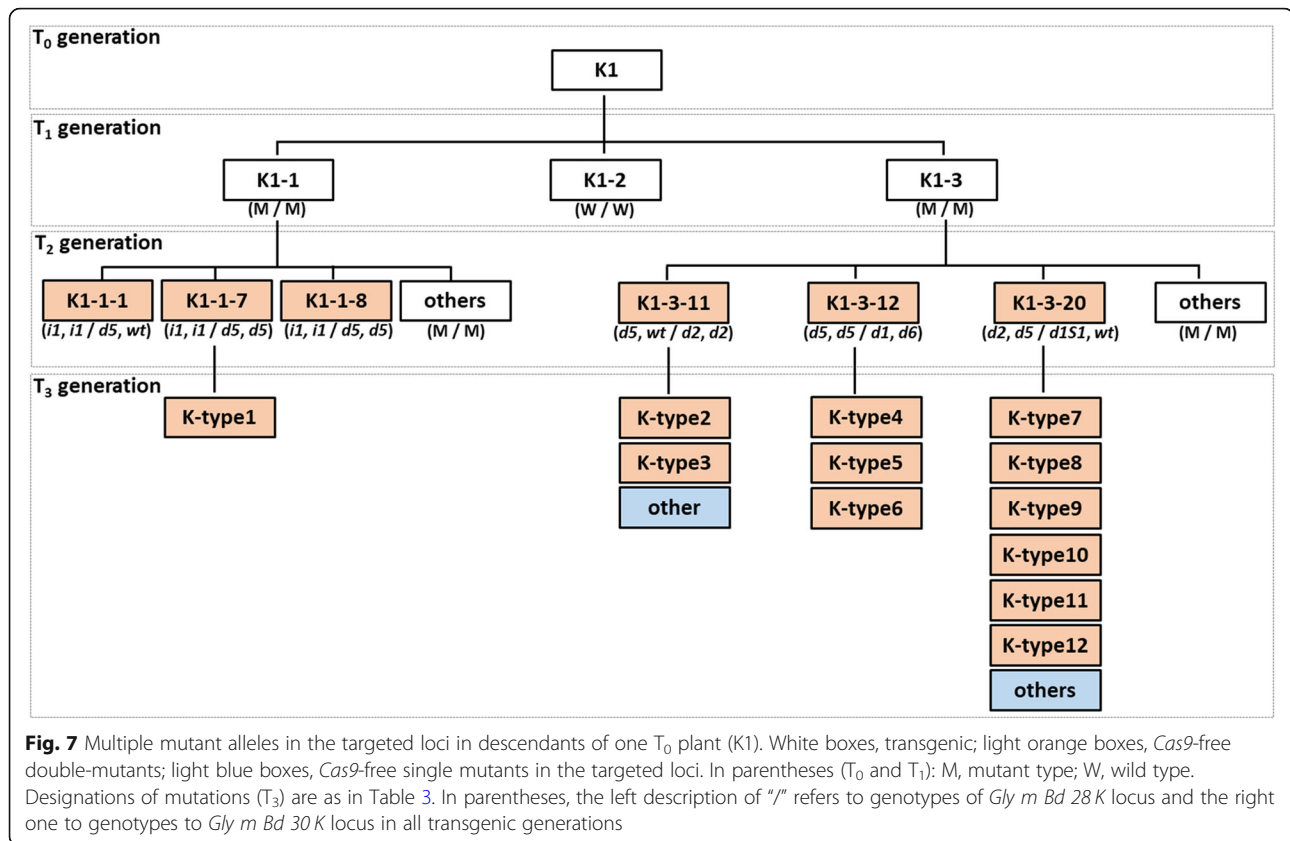 T₀ generation
K1
T₁ generation
K1-1 K1-2 K1-3
(M / M) (W / W) (M / M)
T₂ generation
K1-1-1 K1-1-7 K1-1-8 others K1-3-11 K1-3-12 K1-3-20 others
(i1, i1 / d5, wt) (i1, i1 / d5, d5) (i1, i1 / d5, d5) (M / M) (d5, wt / d2, d2) (d5, d5 / d1, d6) (d2, d5 / d1S1, wt) (M / M)
T₃ generation
K-type1 K-type2 K-type4 K-type7
K-type3 K-type5 K-type8
other K-type6 K-type9
K-type10
K-type11
K-type12
others
Fig. 7 Multiple mutant alleles in the targeted loci in descendants of one T₀ plant (K1). White boxes, transgenic; light orange boxes, Cas9-free
double-mutants; light blue boxes, Cas9-free single mutants in the targeted loci. In parentheses (T₀ and T₁): M, mutant type; W, wild type.
Designations of mutations (T₃) are as in Table 3. In parentheses, the left description of “/” refers to genotypes of Gly m Bd 28 K locus and the right
one to genotypes to Gly m Bd 30 K locus in all transgenic generations